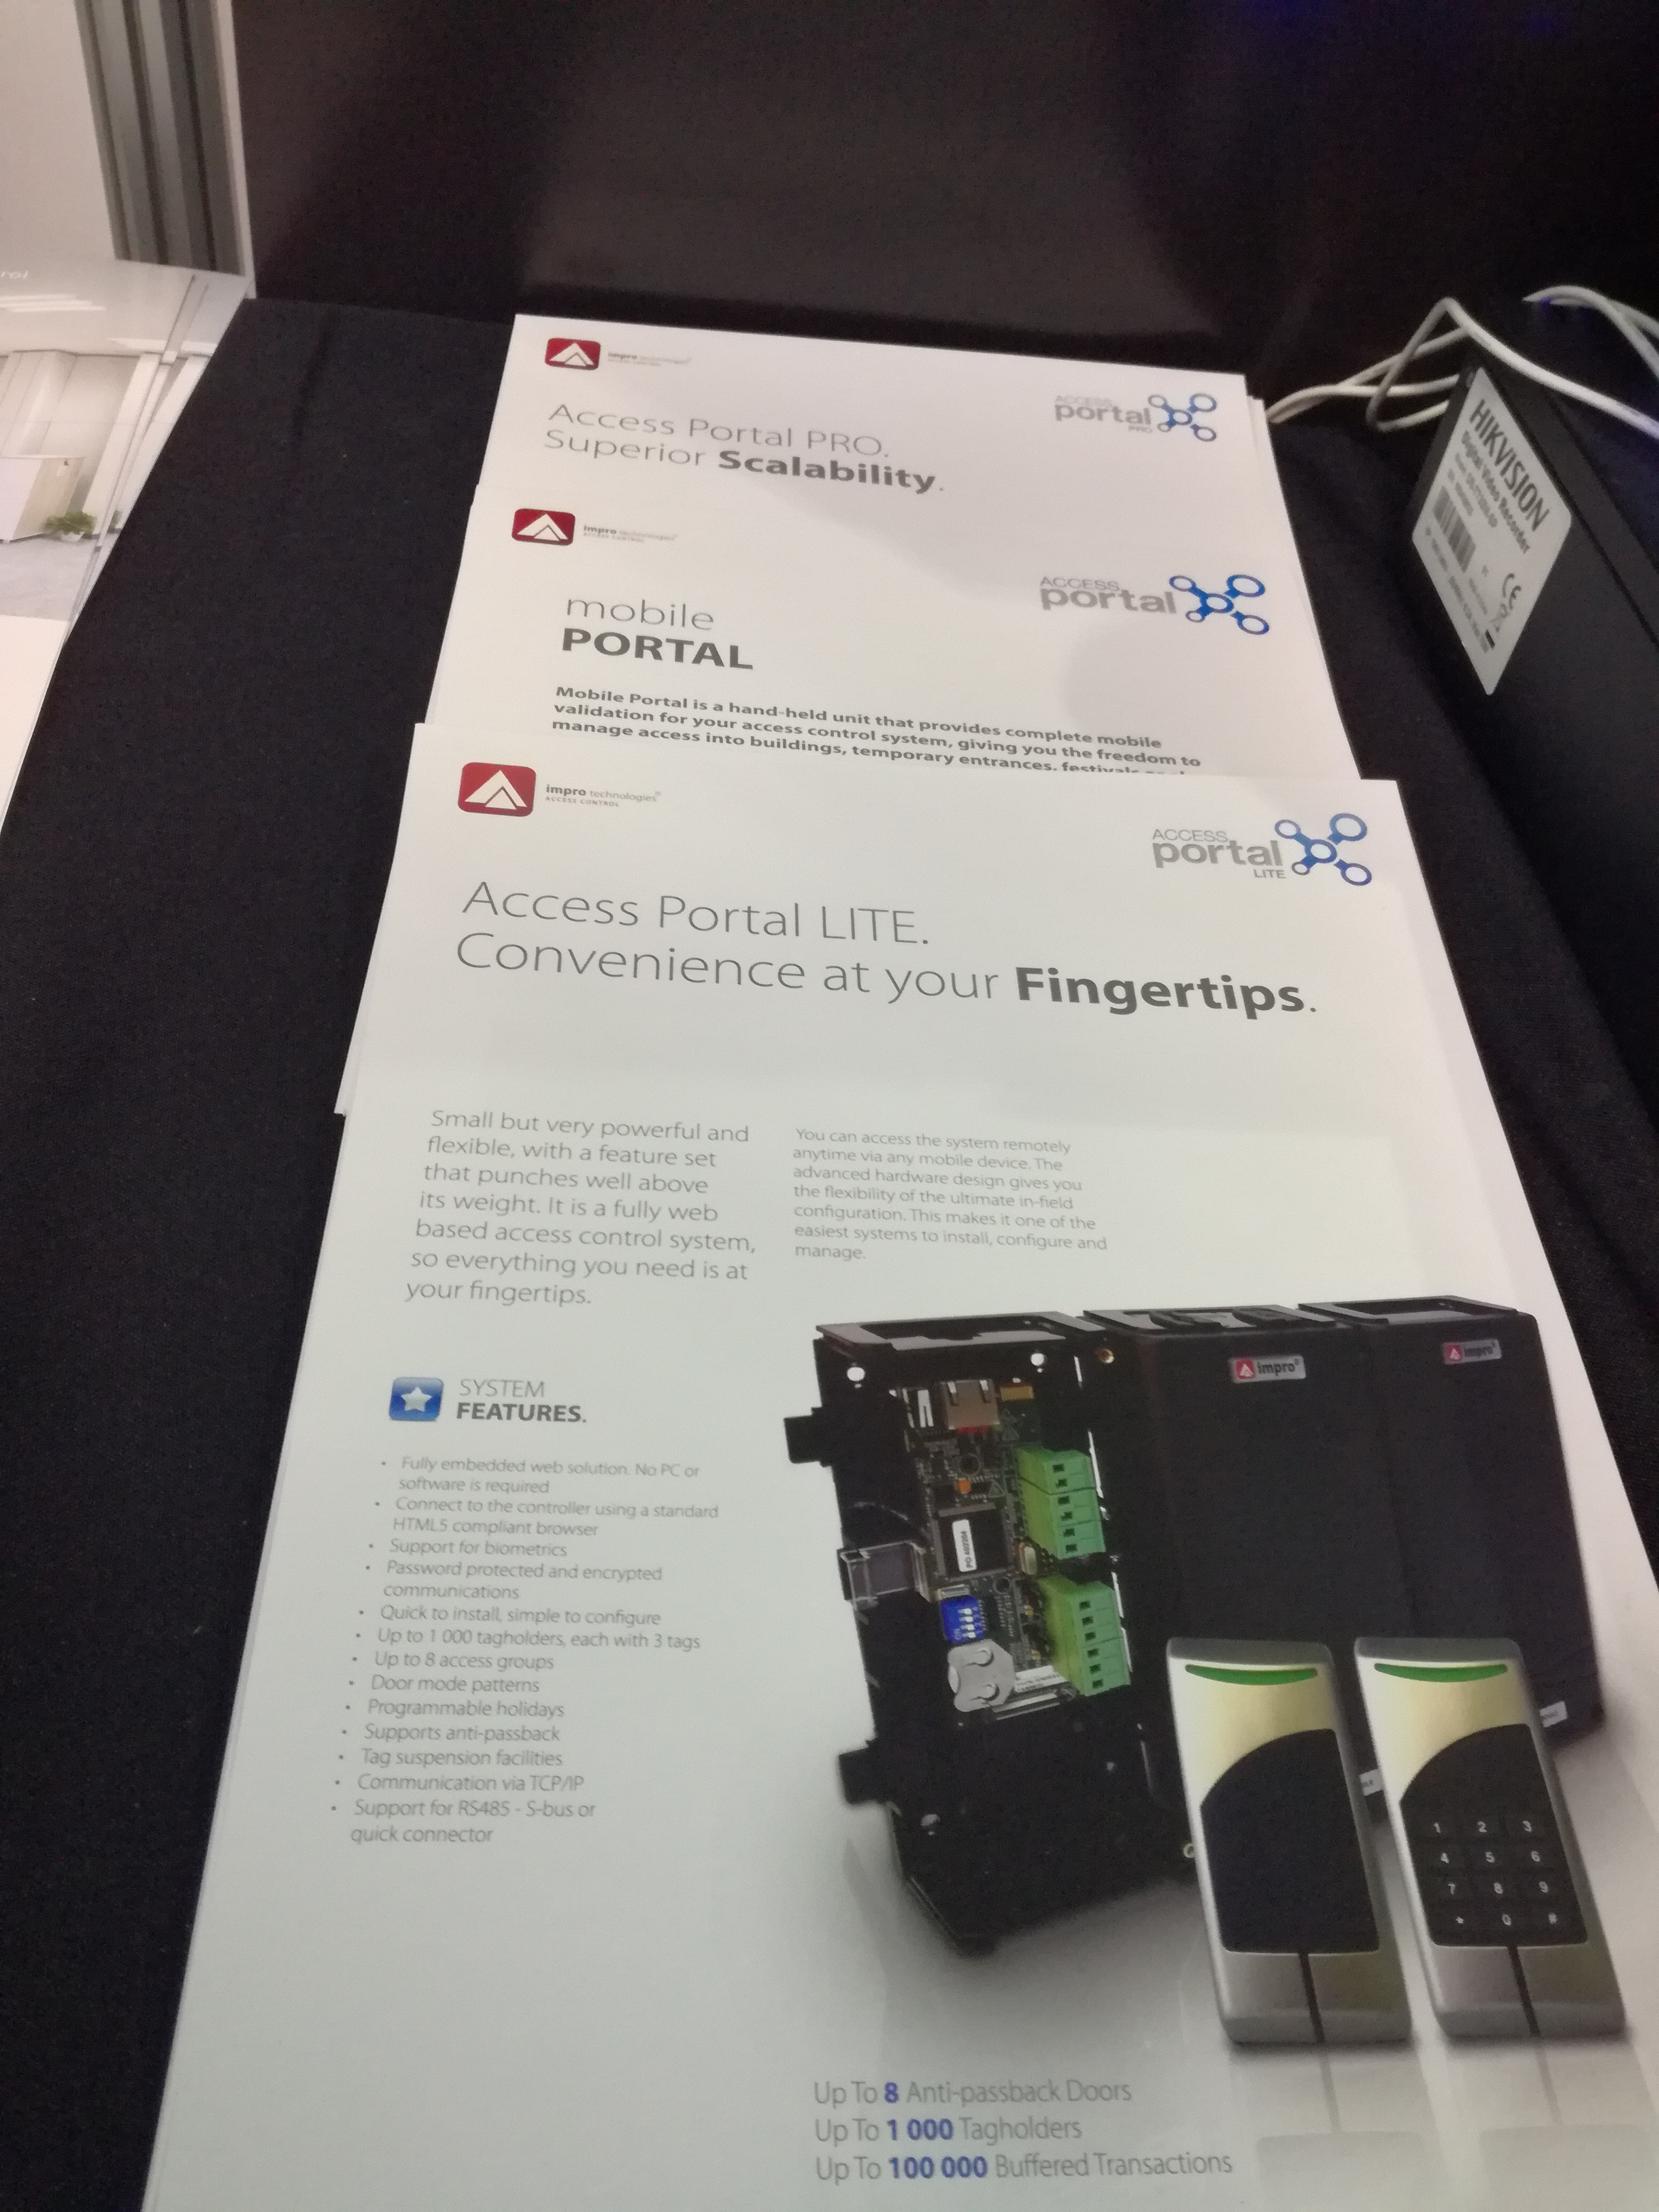 impro technologies
ACCESS CONTROL
ACCESS
portal
PRO
Access Portal PRO.
Superior Scalability.
impro technologies
ACCESS CONTROL
ACCESS
portal
mobile
PORTAL
Mobile Portal is a hand-held unit that provides complete mobile
validation for your access control system, giving you the freedom to
manage access into buildings, temporary entrances, festivals
impro technologies®
ACCESS CONTROL
ACCESS
portal
LITE
Access Portal LITE.
Convenience at your Fingertips.
Small but very powerful and
flexible, with a feature set
that punches well above
its weight. It is a fully web
based access control system,
so everything you need is at
your fingertips.
You can access the system remotely
anytime via any mobile device. The
advanced hardware design gives you
the flexibility of the ultimate in-field
configuration. This makes it one of the
easiest systems to install, configure and
manage.
SYSTEM
FEATURES.
• Fully embedded web solution. No PC or
software is required
• Connect to the controller using a standard
HTML5 compliant browser
• Support for biometrics
• Password protected and encrypted
communications
• Quick to install, simple to configure
• Up to 1 000 tagholders, each with 3 tags
• Up to 8 access groups
• Door mode patterns
• Programmable holidays
• Supports anti-passback
• Tag suspension facilities
• Communication via TCP/IP
• Support for RS485 - S-bus or
quick connector
impro®
impro®
1 2 3
4 5 6
7 8 9
* 0 #
Up To 8 Anti-passback Doors
Up To 1 000 Tagholders
Up To 100 000 Buffered Transactions
HIKVISION
Digital Video Recorder
CE